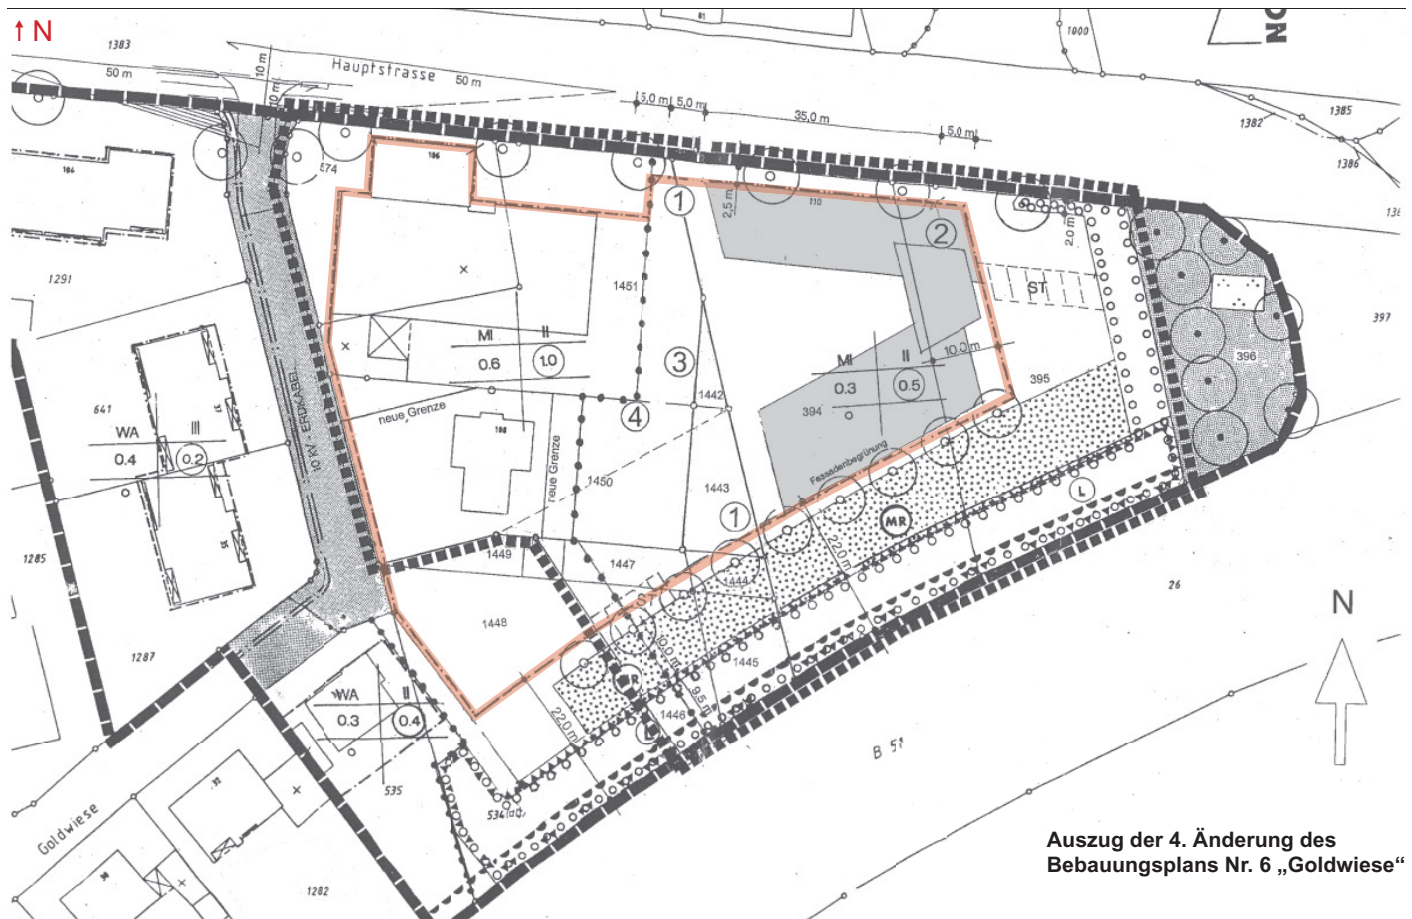 N
1383
50 m
10 m
10 m
Hauptstrasse
50 m
81
1000
NO
5,0 m
5,0 m
35,0 m
5,0 m
1385
1382
1386
104
574
106
1
2,5 m
110
2
2.0 m
ST
1291
1451
397
396
MI
II
0.6
1.0
3
MI
II
10.0 m
0.3
0.5
394
395
641
37
10 KV - ERDKABEL
neue Grenze
4
1442
WA
III
0.4
0.2
108
neue Grenze
1450
1443
Fassadenbegrünung
L
1
MR
22,0 m
1285
35
1449
1447
1444
26
1448
1287
10,0 m
1445
MR
9,5 m
N
WA
II
0.3
0.4
22,0 m
1446
L
B 51
32
535
534
Goldwiese
30
1282
Auszug der 4. Änderung des
Bebauungsplans Nr. 6 „Goldwiese“